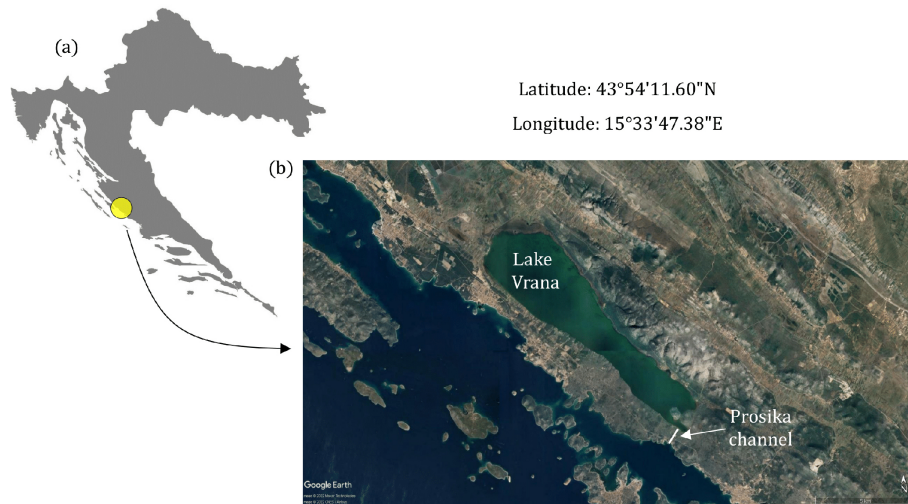 (a)
Latitude: 43°54'11.60"N
Longitude: 15°33'47.38"E
(b)
Lake
Vrana
Prosika
channel
Google Earth
N